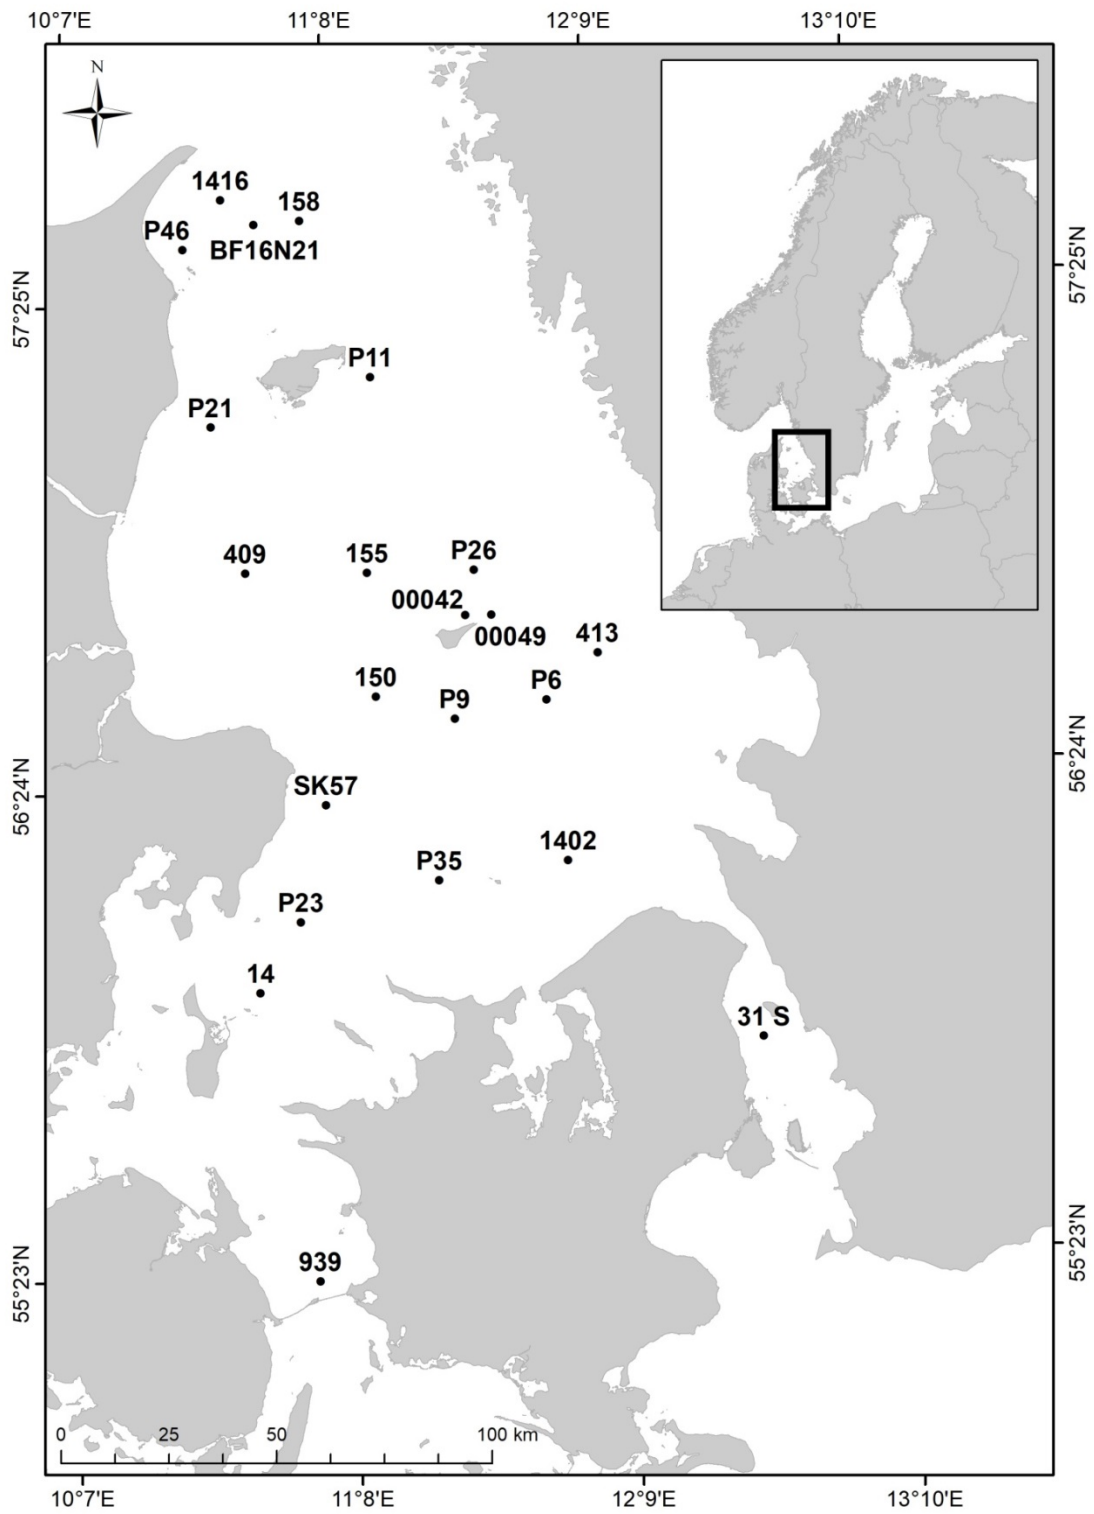 10°7'E 11°8'E 12°9'E 13°10'E
N
1416
158
P46
BF16N21
57°25'N
57°25'N
P11
P21
409
155
P26
00042
00049
413
150
P6
P9
56°24'N
56°24'N
SK57
1402
P35
P23
14
31 S
55°23'N
55°23'N
939
0 25 50 100 km
10°7'E 11°8'E 12°9'E 13°10'E